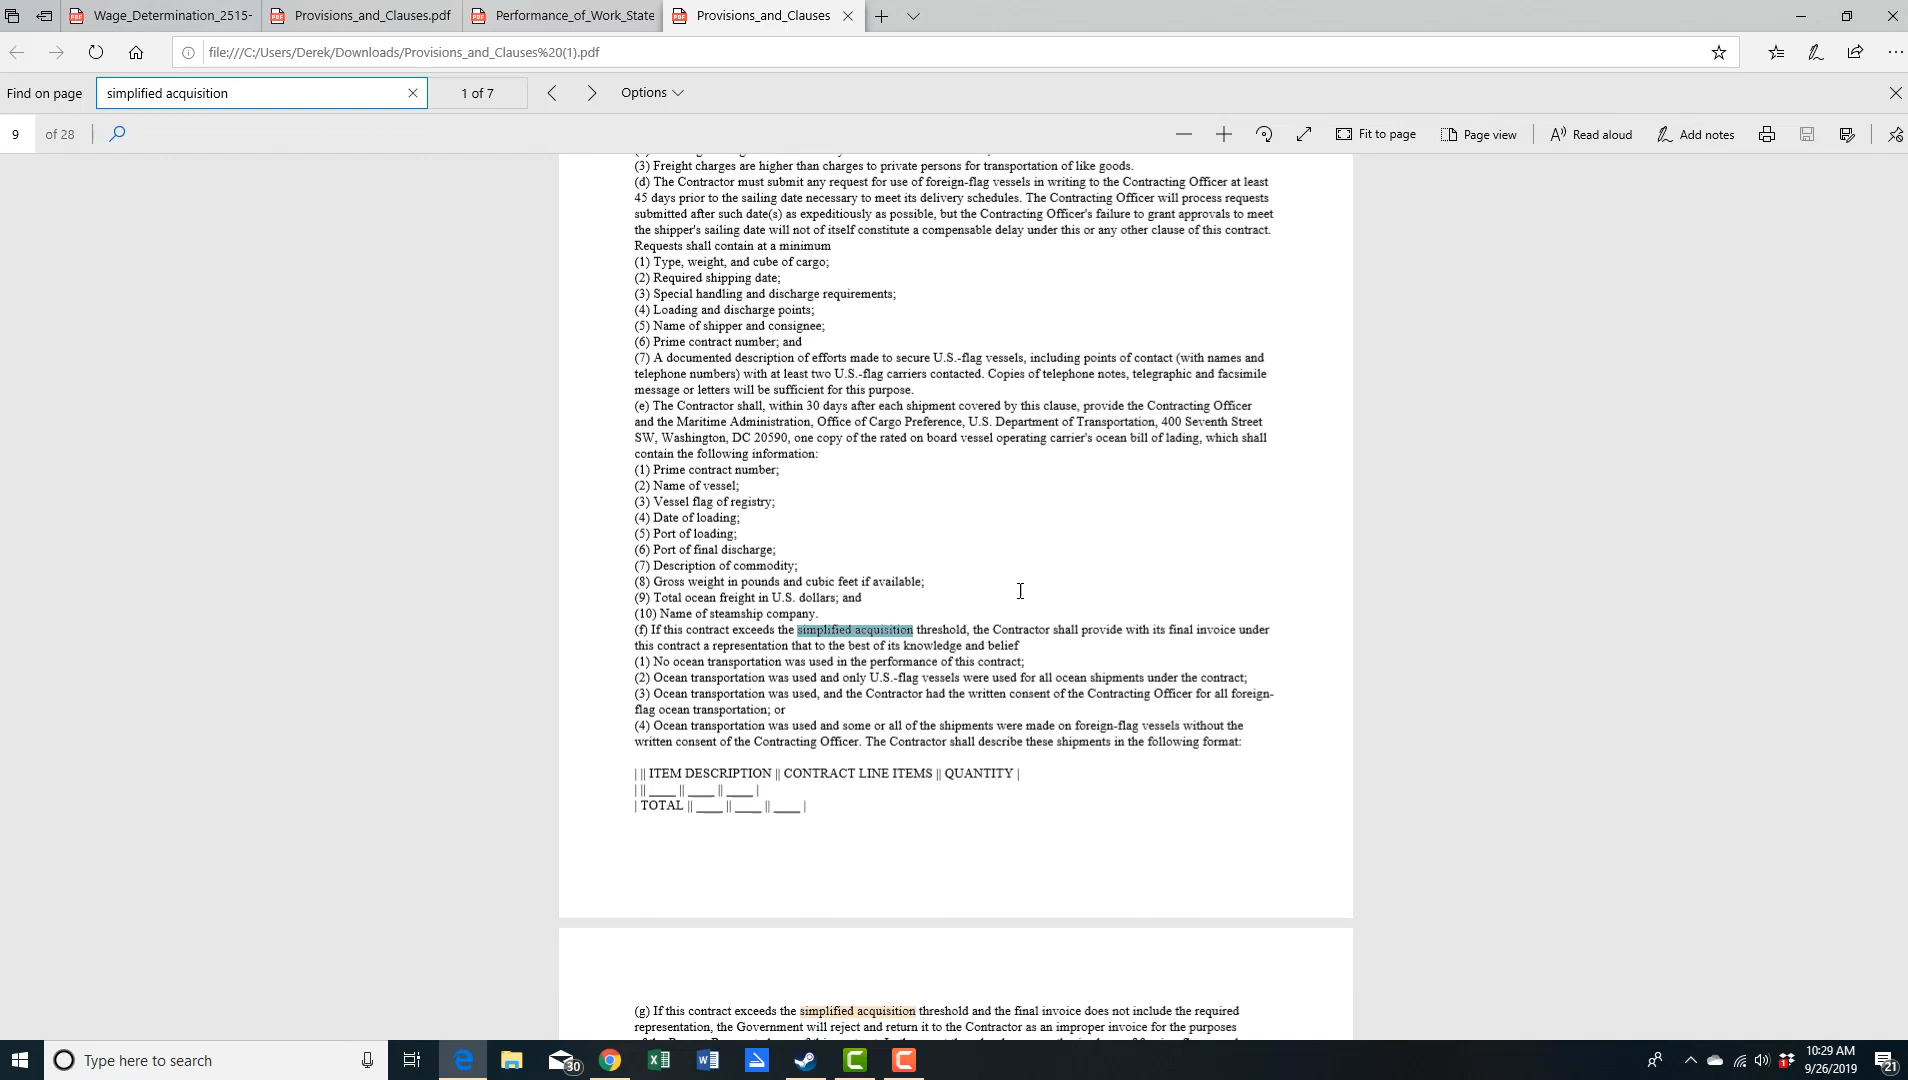 Wage_Determination_2515-
Provisions_and_Clauses.pdf
Performance_of_Work_State
Provisions_and_Clauses
file:///C:/Users/Derek/Downloads/Provisions_and_Clauses%20(1).pdf
Find on page
simplified acquisition
1 of 7
Options
9 of 28
Fit to page
Page view
Read aloud
Add notes
(3) Freight charges are higher than charges to private persons for transportation of like goods.
(d) The Contractor must submit any request for use of foreign-flag vessels in writing to the Contracting Officer at least
45 days prior to the sailing date necessary to meet its delivery schedules. The Contracting Officer will process requests
submitted after such date(s) as expeditiously as possible, but the Contracting Officer's failure to grant approvals to meet
the shipper's sailing date will not of itself constitute a compensable delay under this or any other clause of this contract.
Requests shall contain at a minimum
(1) Type, weight, and cube of cargo;
(2) Required shipping date;
(3) Special handling and discharge requirements;
(4) Loading and discharge points;
(5) Name of shipper and consignee;
(6) Prime contract number; and
(7) A documented description of efforts made to secure U.S.-flag vessels, including points of contact (with names and
telephone numbers) with at least two U.S.-flag carriers contacted. Copies of telephone notes, telegraphic and facsimile
message or letters will be sufficient for this purpose.
(e) The Contractor shall, within 30 days after each shipment covered by this clause, provide the Contracting Officer
and the Maritime Administration, Office of Cargo Preference, U.S. Department of Transportation, 400 Seventh Street
SW, Washington, DC 20590, one copy of the rated on board vessel operating carrier's ocean bill of lading, which shall
contain the following information:
(1) Prime contract number;
(2) Name of vessel;
(3) Vessel flag of registry;
(4) Date of loading;
(5) Port of loading;
(6) Port of final discharge;
(7) Description of commodity;
(8) Gross weight in pounds and cubic feet if available;
(9) Total ocean freight in U.S. dollars; and
(10) Name of steamship company.
(f) If this contract exceeds the simplified acquisition threshold, the Contractor shall provide with its final invoice under
this contract a representation that to the best of its knowledge and belief
(1) No ocean transportation was used in the performance of this contract;
(2) Ocean transportation was used and only U.S.-flag vessels were used for all ocean shipments under the contract;
(3) Ocean transportation was used, and the Contractor had the written consent of the Contracting Officer for all foreign-
flag ocean transportation; or
(4) Ocean transportation was used and some or all of the shipments were made on foreign-flag vessels without the
written consent of the Contracting Officer. The Contractor shall describe these shipments in the following format:
| || ITEM DESCRIPTION || CONTRACT LINE ITEMS || QUANTITY |
| || ____ || ____ || ____ |
| TOTAL || ____ || ____ || ____ |
(g) If this contract exceeds the simplified acquisition threshold and the final invoice does not include the required
representation, the Government will reject and return it to the Contractor as an improper invoice for the purposes
Type here to search
30
10:29 AM
9/26/2019
21